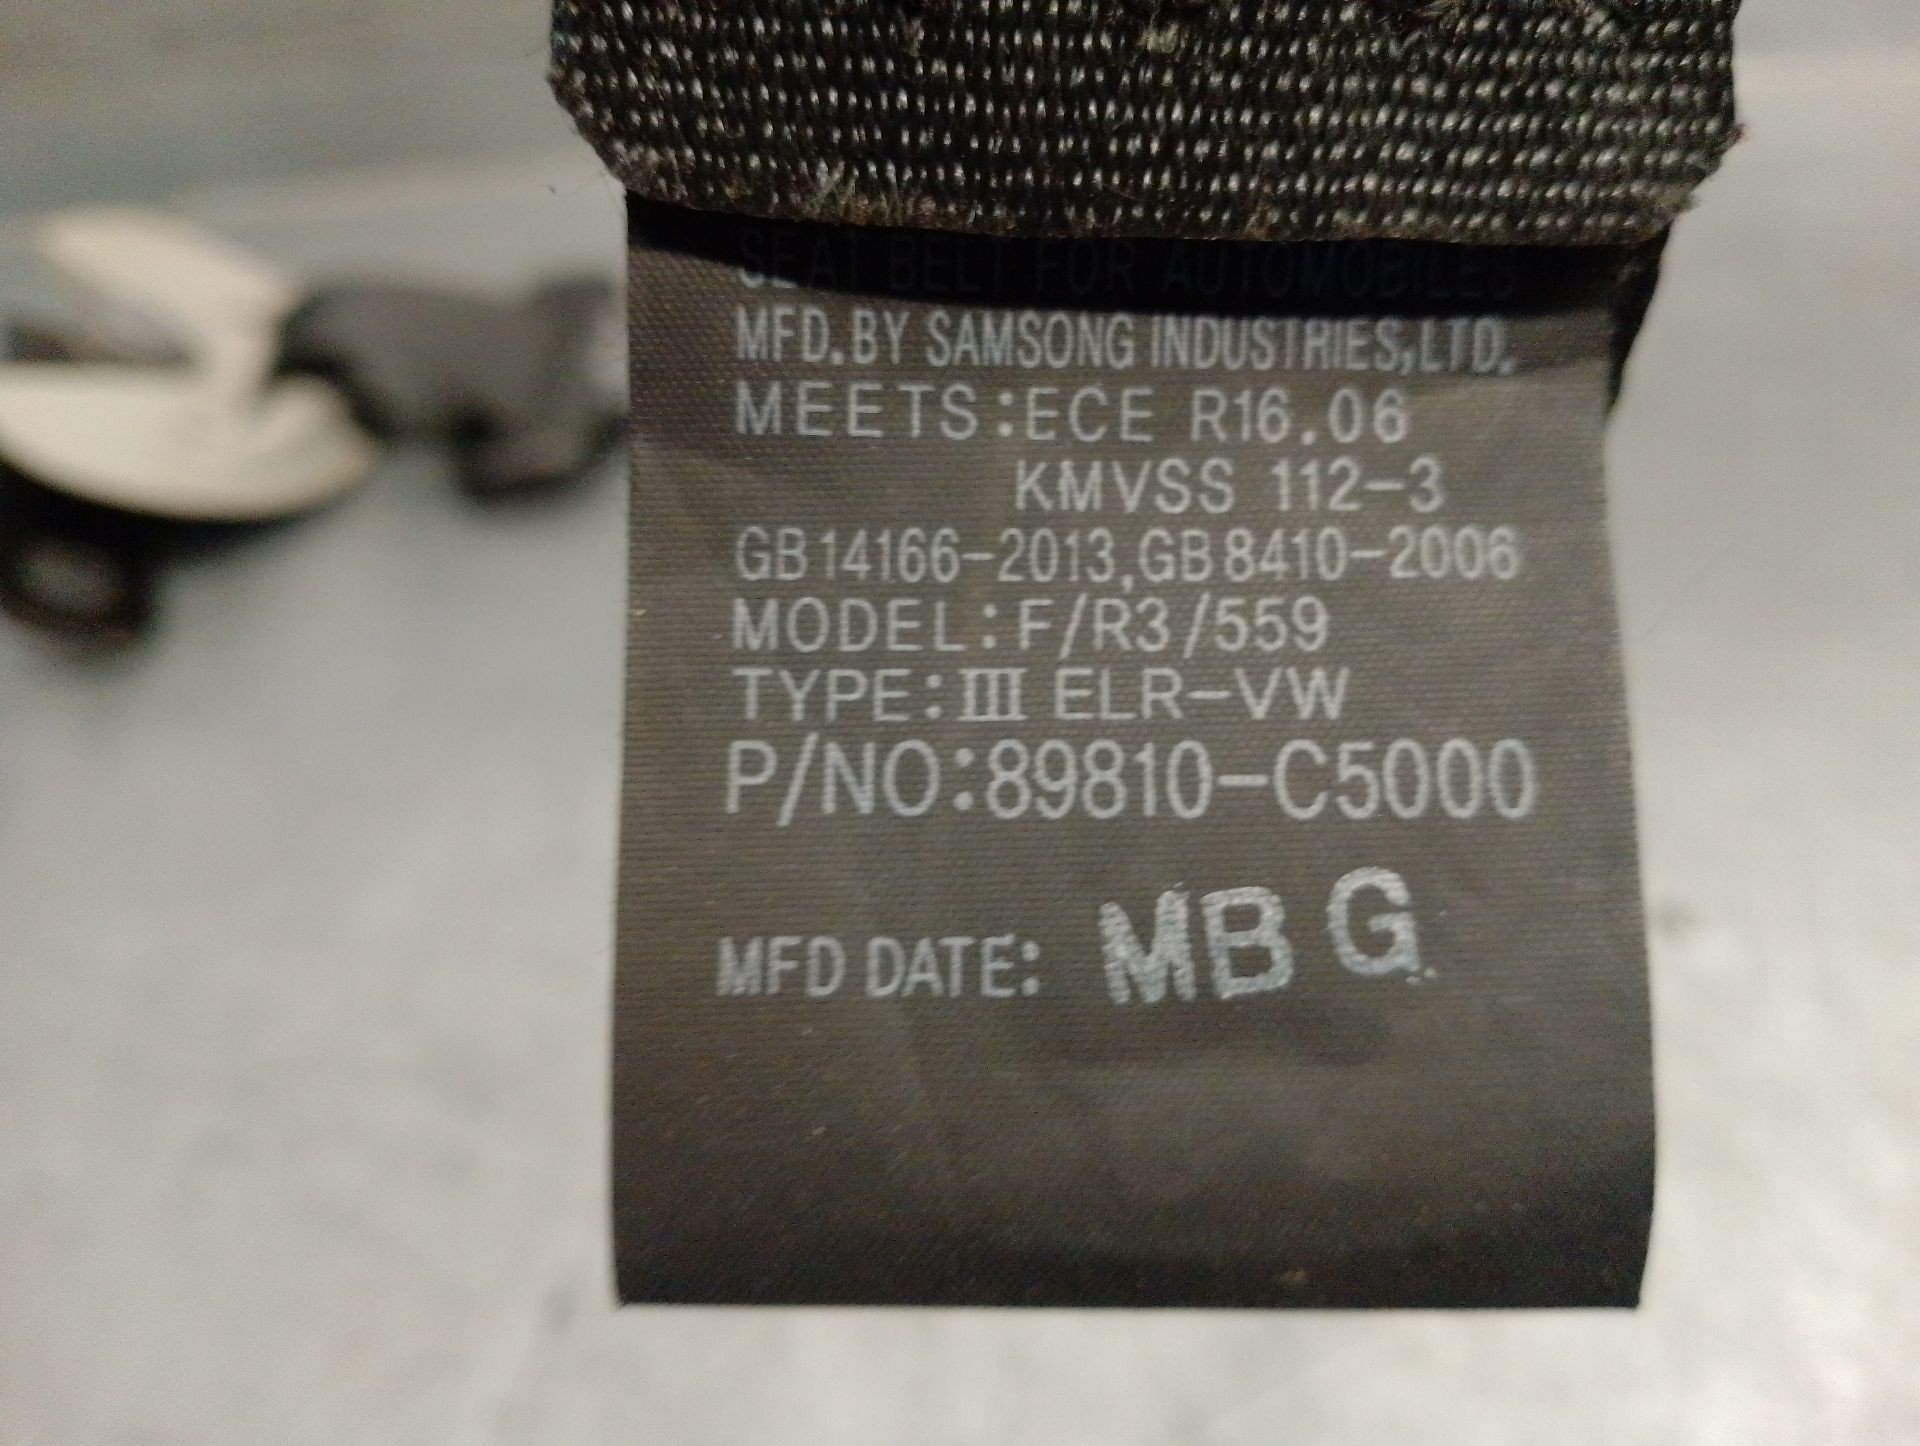 SEAT BELT FOR AUTOMOBILES
MFD.BY SAMSONG INDUSTRIES,LTD.
MEETS:ECE R16.06
KMVSS 112-3
GB14166-2013,GB8410-2006
MODEL:F/R3/559
TYPE:III ELR-VW
P/NO:89810-C5000
MFD DATE: MBG